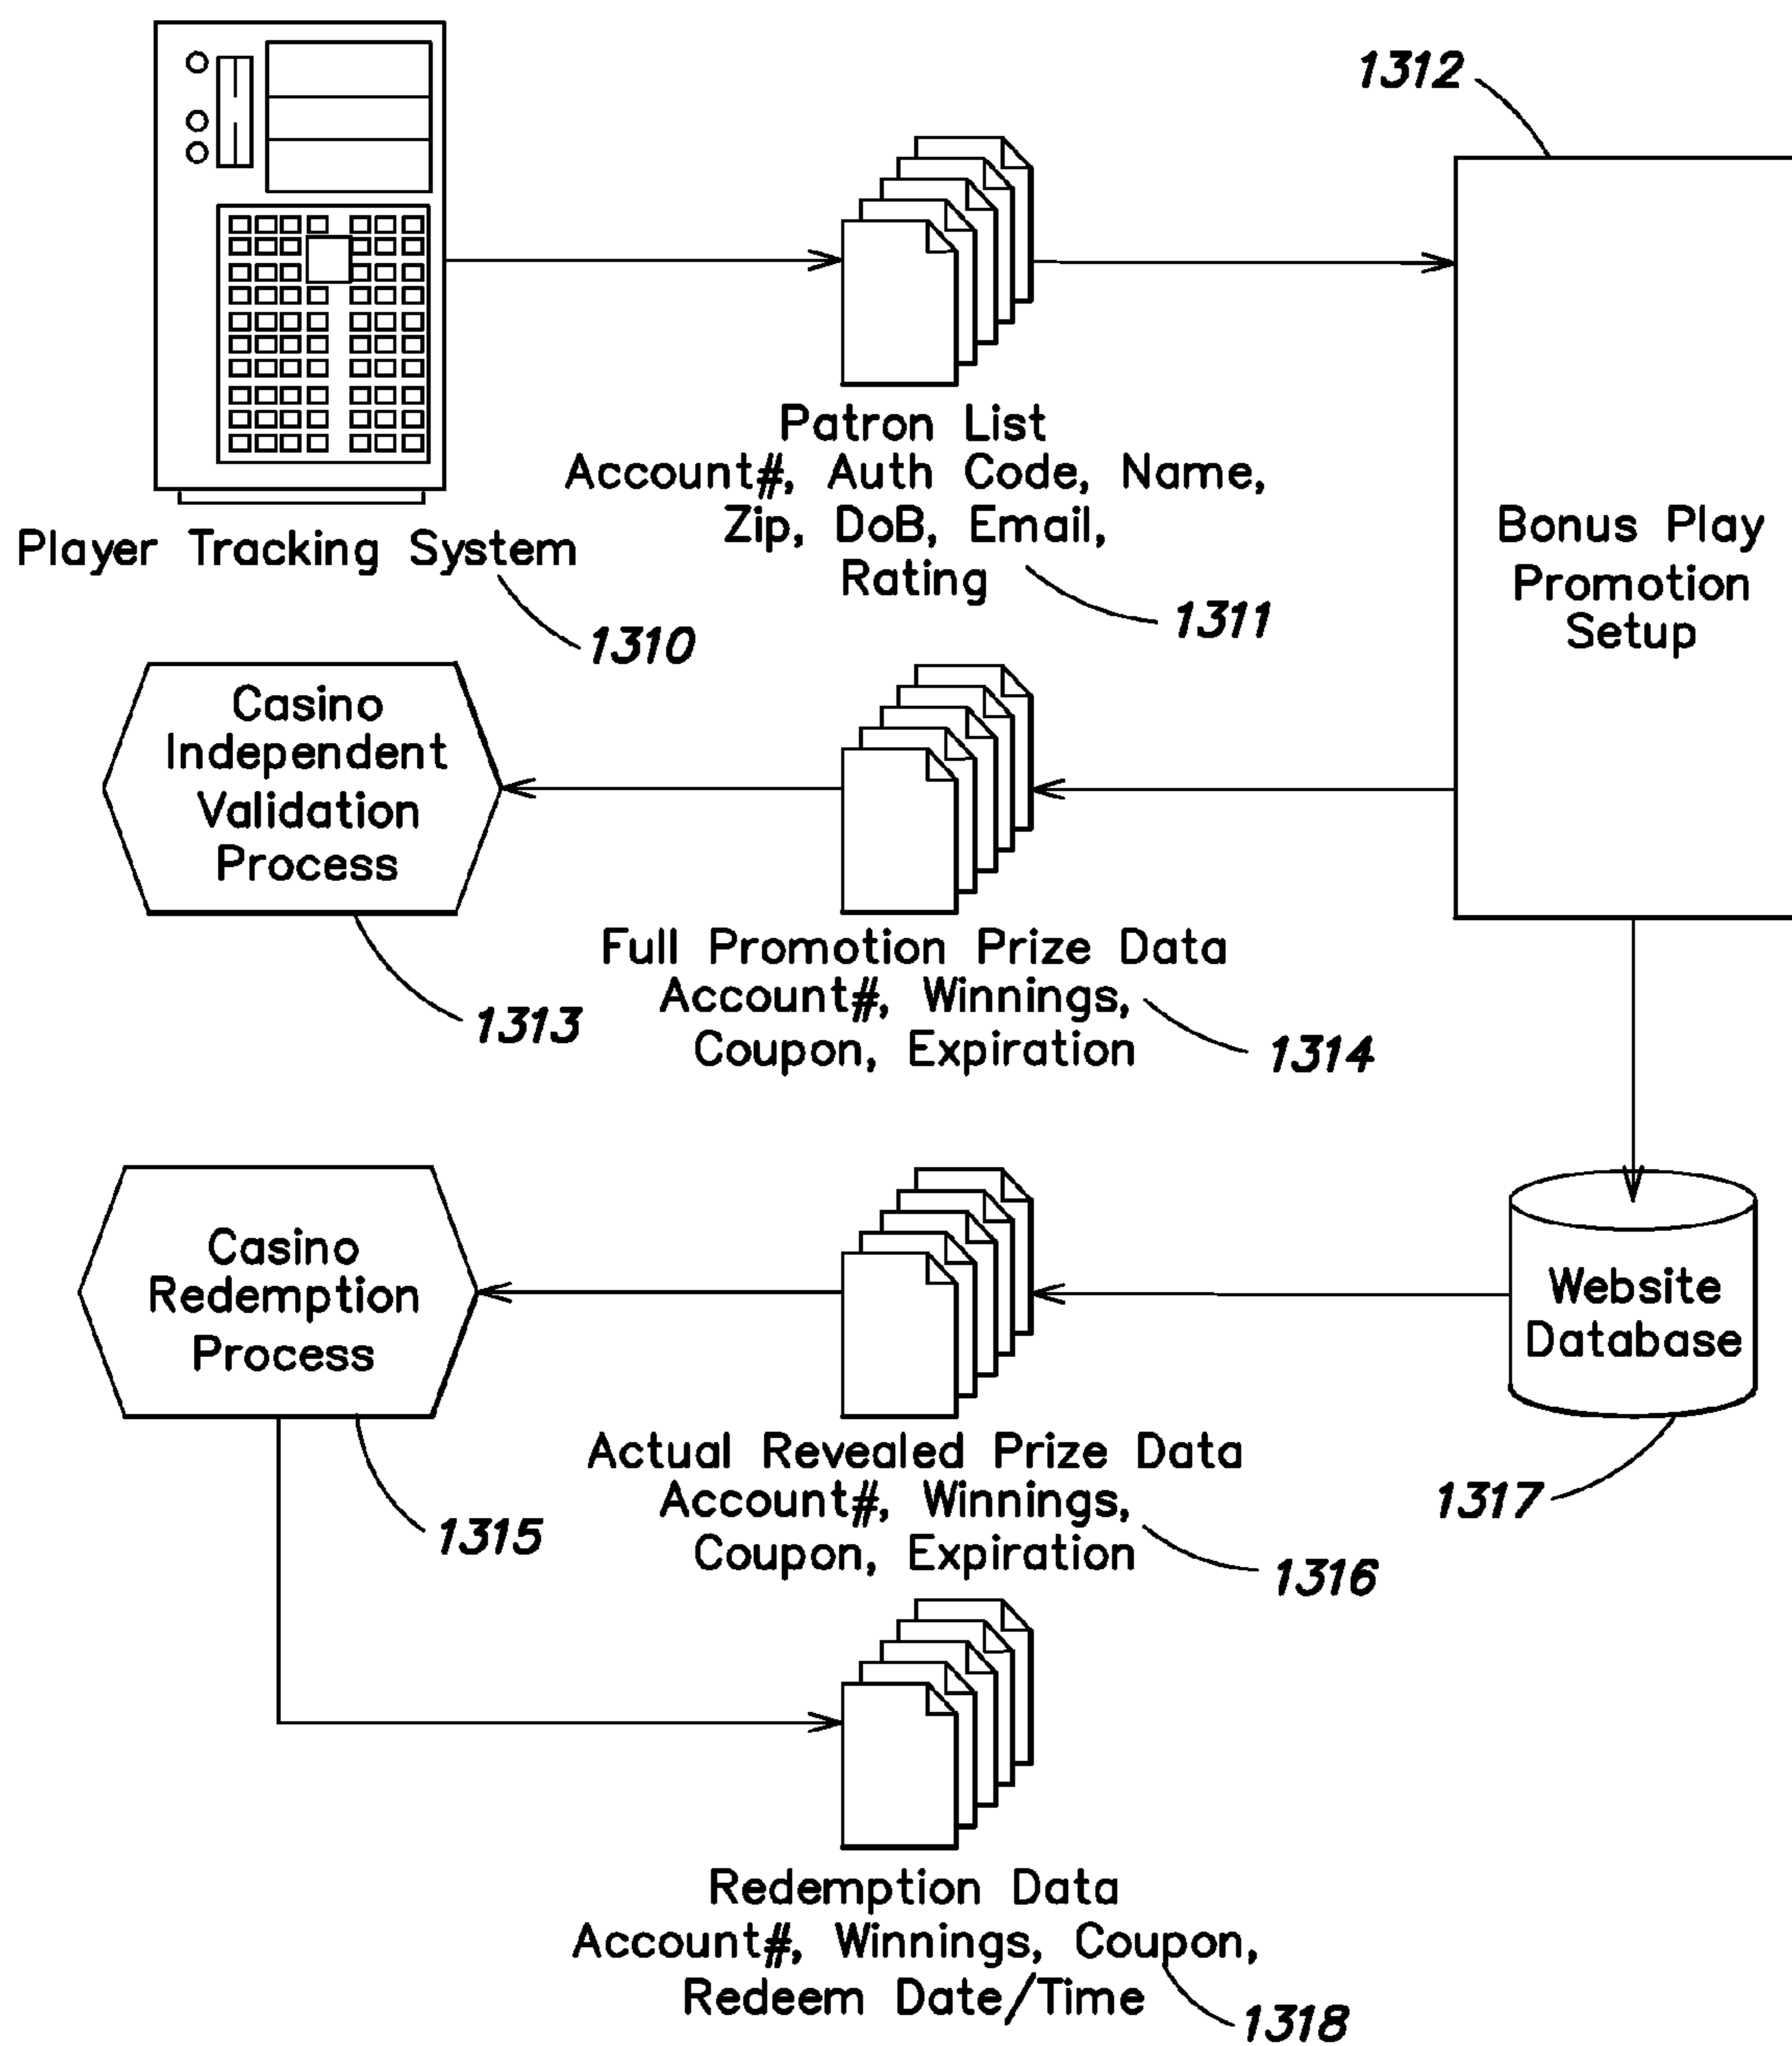 1312
Patron List
Account#, Auth Code, Name,
Zip, DoB, Email,
Rating
1311
Player Tracking System
1310
Bonus Play
Promotion
Setup
Casino
Independent
Validation
Process
1313
Full Promotion Prize Data
Account#, Winnings,
Coupon, Expiration
1314
Casino
Redemption
Process
1315
Actual Revealed Prize Data
Account#, Winnings,
Coupon, Expiration
1316
Website
Database
1317
Redemption Data
Account#, Winnings, Coupon,
Redeem Date/Time
1318